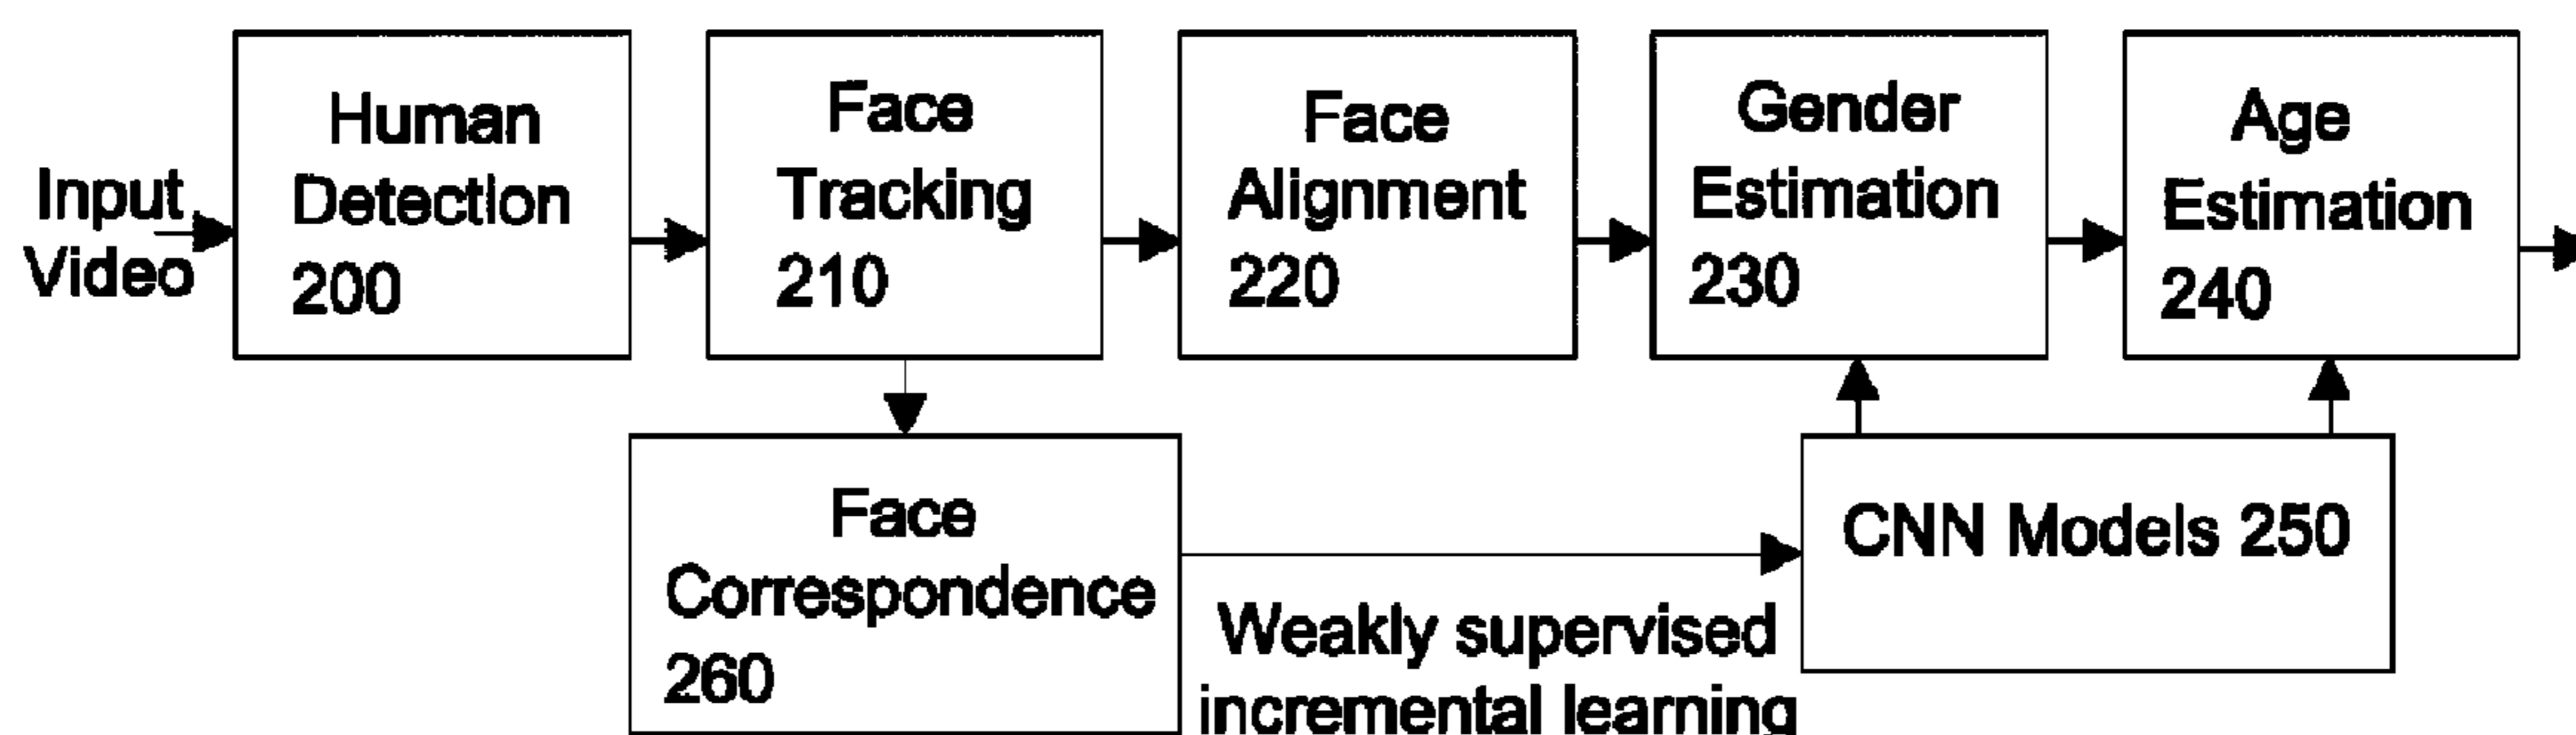 Input
Video
Human
Detection
200
Face
Tracking
210
Face
Alignment
220
Gender
Estimation
230
Age
Estimation
240
Face
Correspondence
260
Weakly supervised
incremental learning
CNN Models 250